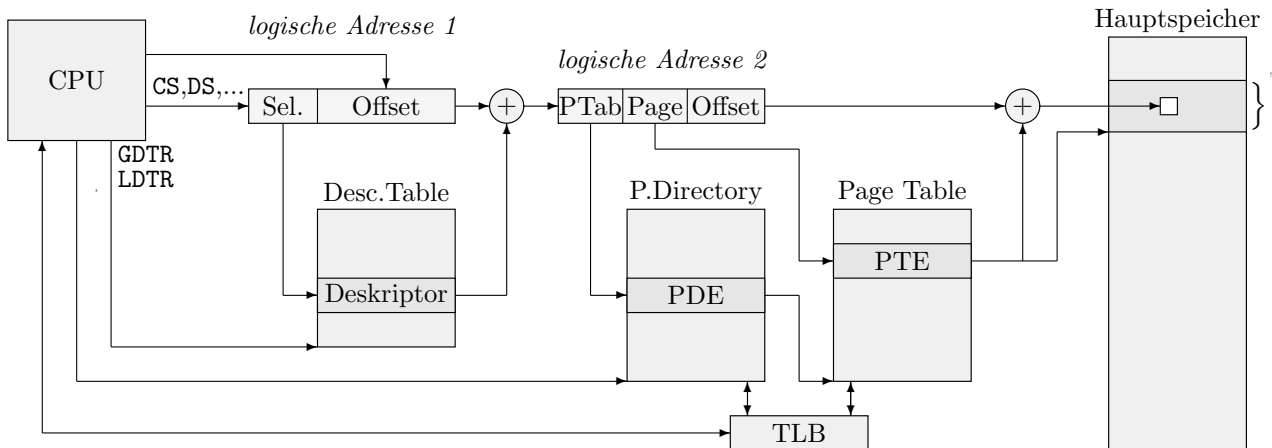 Hauptspeicher
logische Adresse 1
logische Adresse 2
CPU
CS,DS,...
Sel.
Offset
+
PTab
Page
Offset
+
}
GDTR
LDTR
Desc.Table
P.Directory
Page Table
PTE
Deskriptor
PDE
TLB